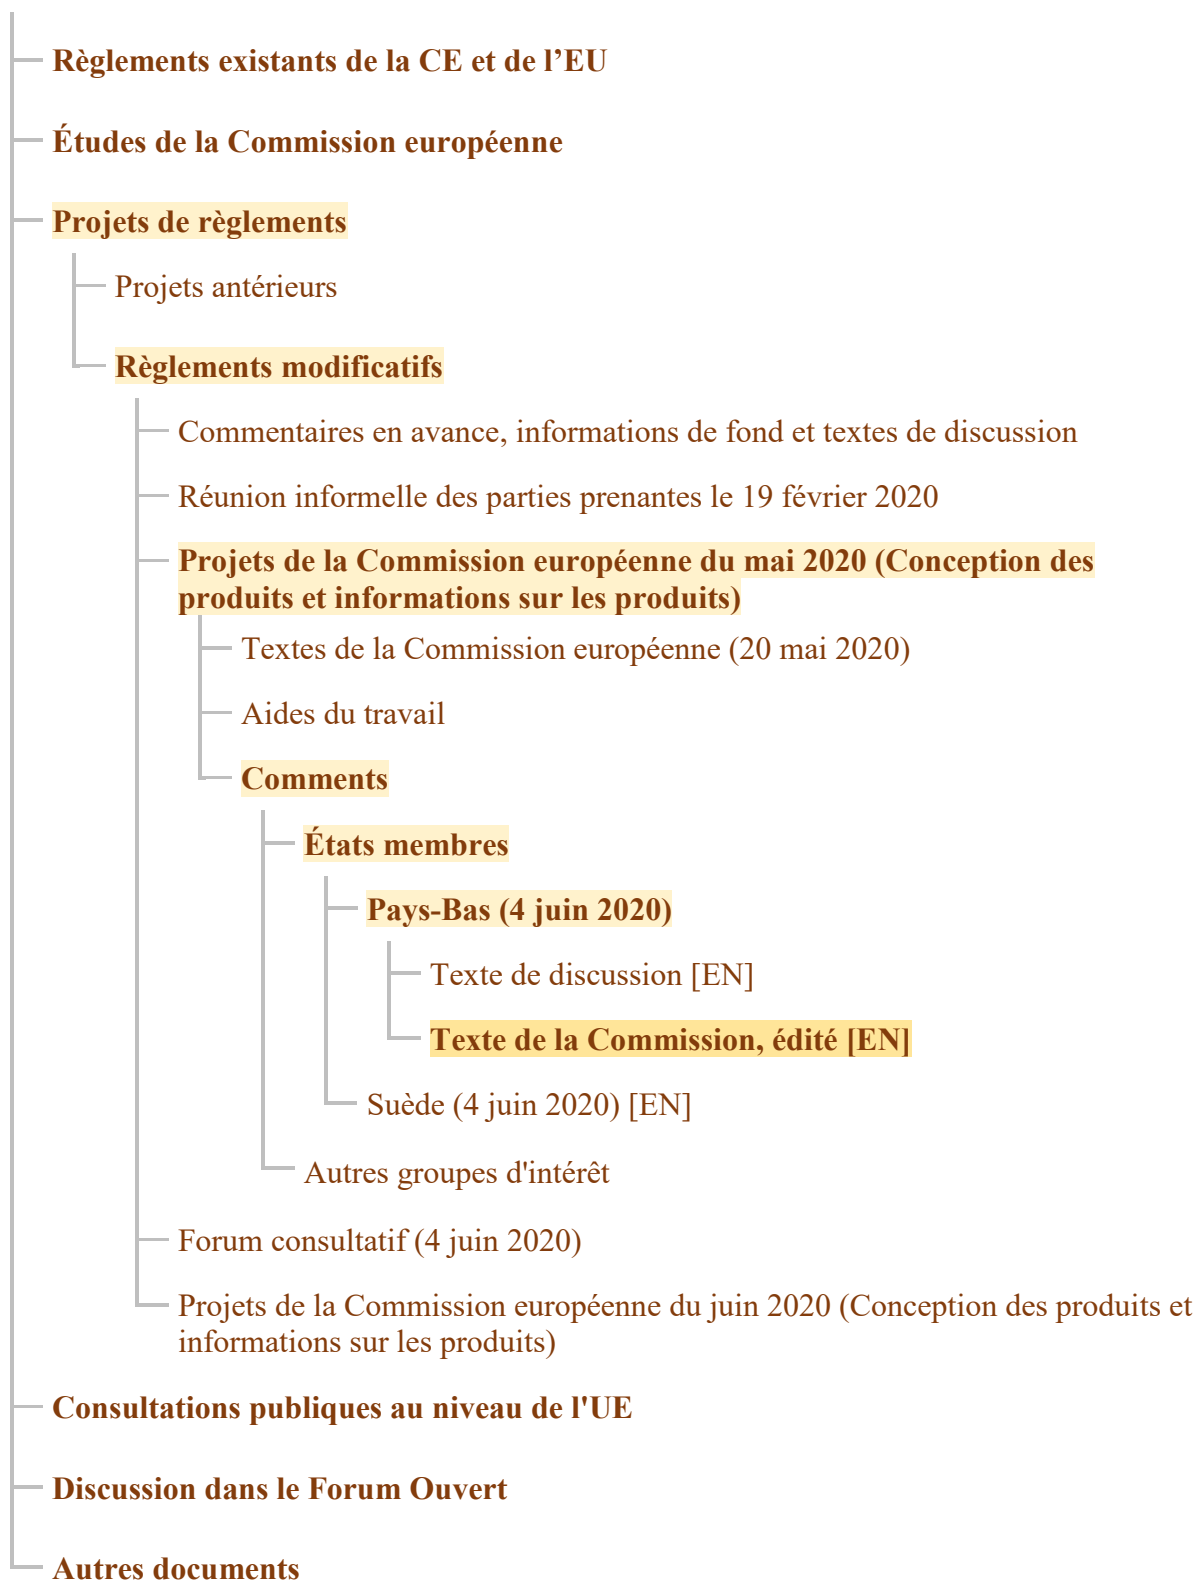 Règlements existants de la CE et de l’EU
Études de la Commission européenne
Projets de règlements
Projets antérieurs
Règlements modificatifs
Commentaires en avance, informations de fond et textes de discussion
Réunion informelle des parties prenantes le 19 février 2020
Projets de la Commission européenne du mai 2020 (Conception des
produits et informations sur les produits)
Textes de la Commission européenne (20 mai 2020)
Aides du travail
Comments
États membres
Pays-Bas (4 juin 2020)
Texte de discussion [EN]
Texte de la Commission, édité [EN]
Suède (4 juin 2020) [EN]
Autres groupes d'intérêt
Forum consultatif (4 juin 2020)
Projets de la Commission européenne du juin 2020 (Conception des produits et
informations sur les produits)
Consultations publiques au niveau de l'UE
Discussion dans le Forum Ouvert
Autres documents